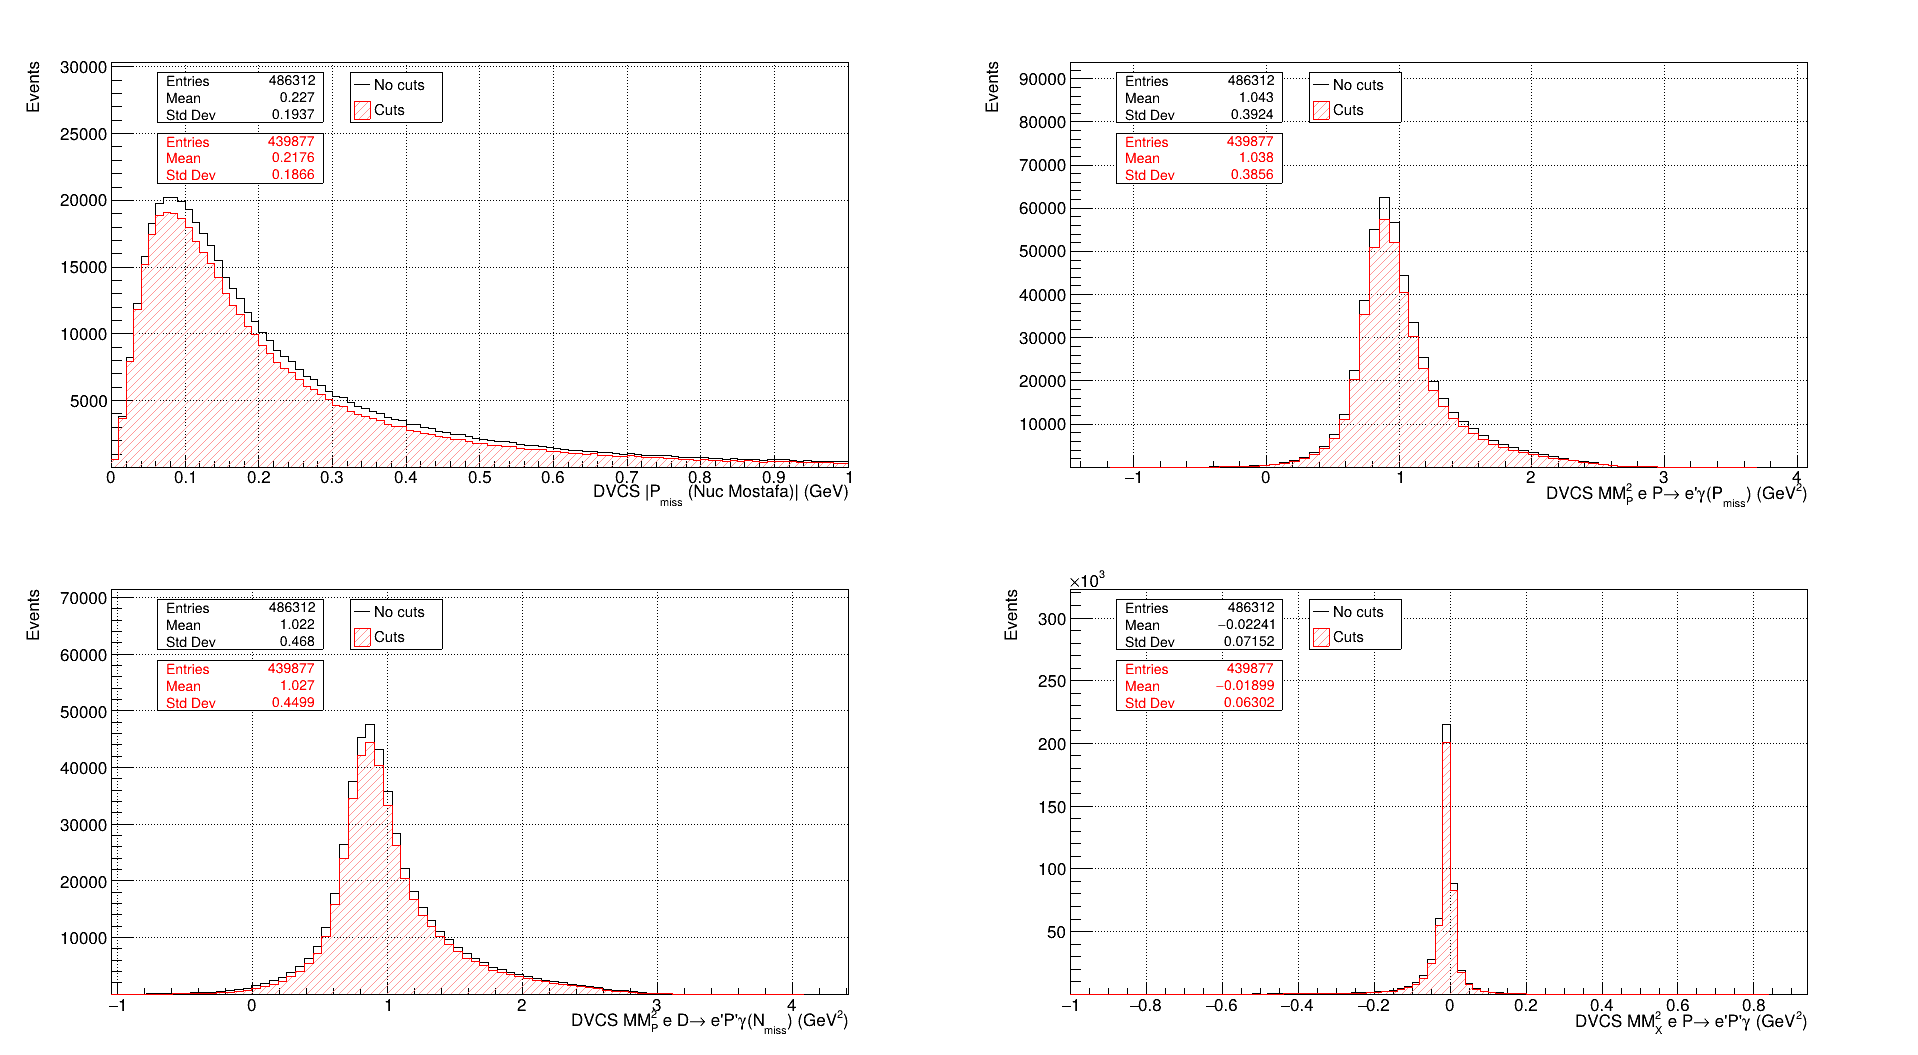 Events
30000
25000
20000
15000
10000
5000
Entries 486312
Mean 0.227
Std Dev 0.1937
Entries 439877
Mean 0.2176
Std Dev 0.1866
No cuts
Cuts
0 0.1 0.2 0.3 0.4 0.5 0.6 0.7 0.8 0.9 1
DVCS |P_miss (Nuc Mostafa)| (GeV)
Events
90000
80000
70000
60000
50000
40000
30000
20000
10000
Entries 486312
Mean 1.043
Std Dev 0.3924
Entries 439877
Mean 1.038
Std Dev 0.3856
No cuts
Cuts
−1 0 1 2 3 4
DVCS MM²_P e P→ e'γ(P_miss) (GeV²)
Events
70000
60000
50000
40000
30000
20000
10000
Entries 486312
Mean 1.022
Std Dev 0.468
Entries 439877
Mean 1.027
Std Dev 0.4499
No cuts
Cuts
−1 0 1 2 3 4
DVCS MM²_P e D→ e'P'γ(N_miss) (GeV²)
×10³
Events
300
250
200
150
100
50
Entries 486312
Mean −0.02241
Std Dev 0.07152
Entries 439877
Mean −0.01899
Std Dev 0.06302
No cuts
Cuts
−1 −0.8 −0.6 −0.4 −0.2 0 0.2 0.4 0.6 0.8
DVCS MM²_X e P→ e'P'γ (GeV²)